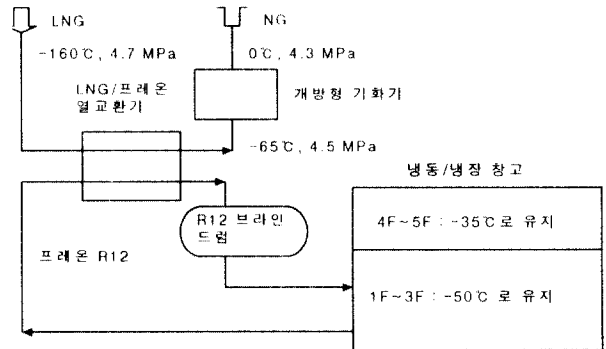 LNG
NG
-160℃, 4.7 MPa
0℃, 4.3 MPa
LNG/프레온
열교환기
개방형 기화기
-65℃, 4.5 MPa
냉동/냉장 창고
R12 브라인
드럼
4F~5F : -35℃로 유지
프레온 R12
1F~3F : -50℃ 로 유지